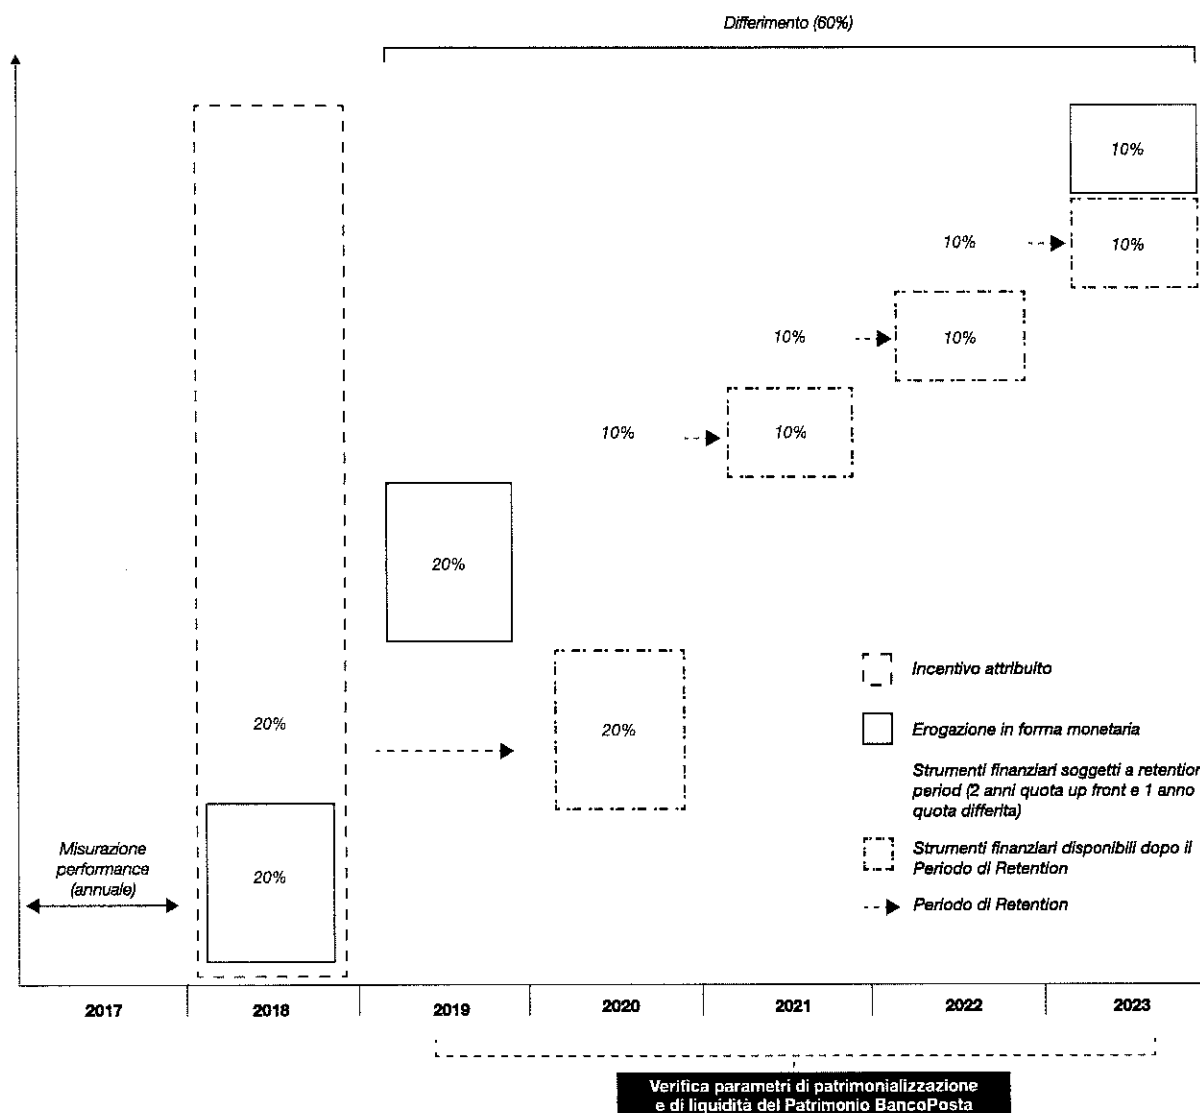 Differimento (60%)
10%
10%
10%
10%
10%
10%
10%
20%
20%
20%
20%
Misurazione
performance
(annuale)
Incentivo attribuito
Erogazione in forma monetaria
Strumenti finanziari soggetti a retention
period (2 anni quota up front e 1 anno
quota differita)
Strumenti finanziari disponibili dopo il
Periodo di Retention
Periodo di Retention
2017
2018
2019
2020
2021
2022
2023
Verifica parametri di patrimonializzazione
e di liquidità del Patrimonio BancoPosta